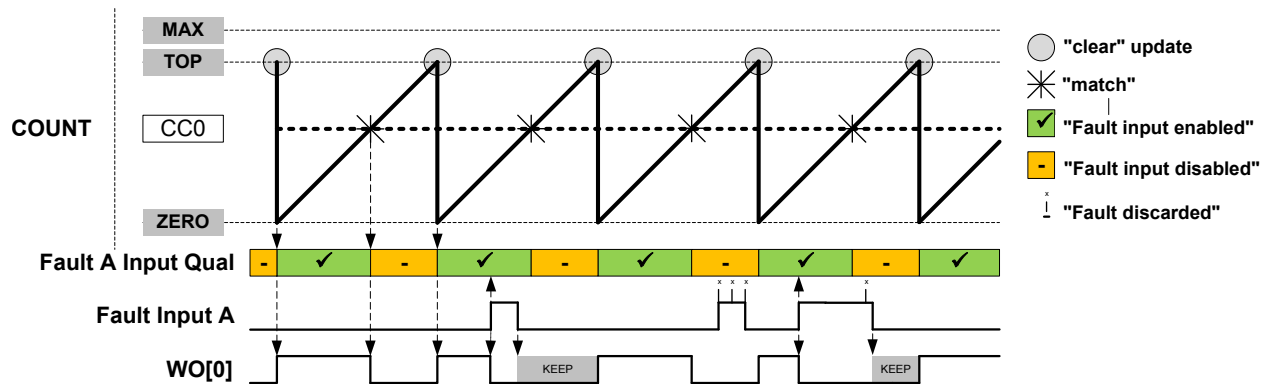 MAX
TOP
COUNT
CC0
ZERO
"clear" update
"match"
"Fault input enabled"
-
"Fault input disabled"
x
"Fault discarded"
Fault A Input Qual
- ✓ - ✓ - ✓ - ✓ - ✓
x x x x
Fault Input A
WO[0]
KEEP KEEP